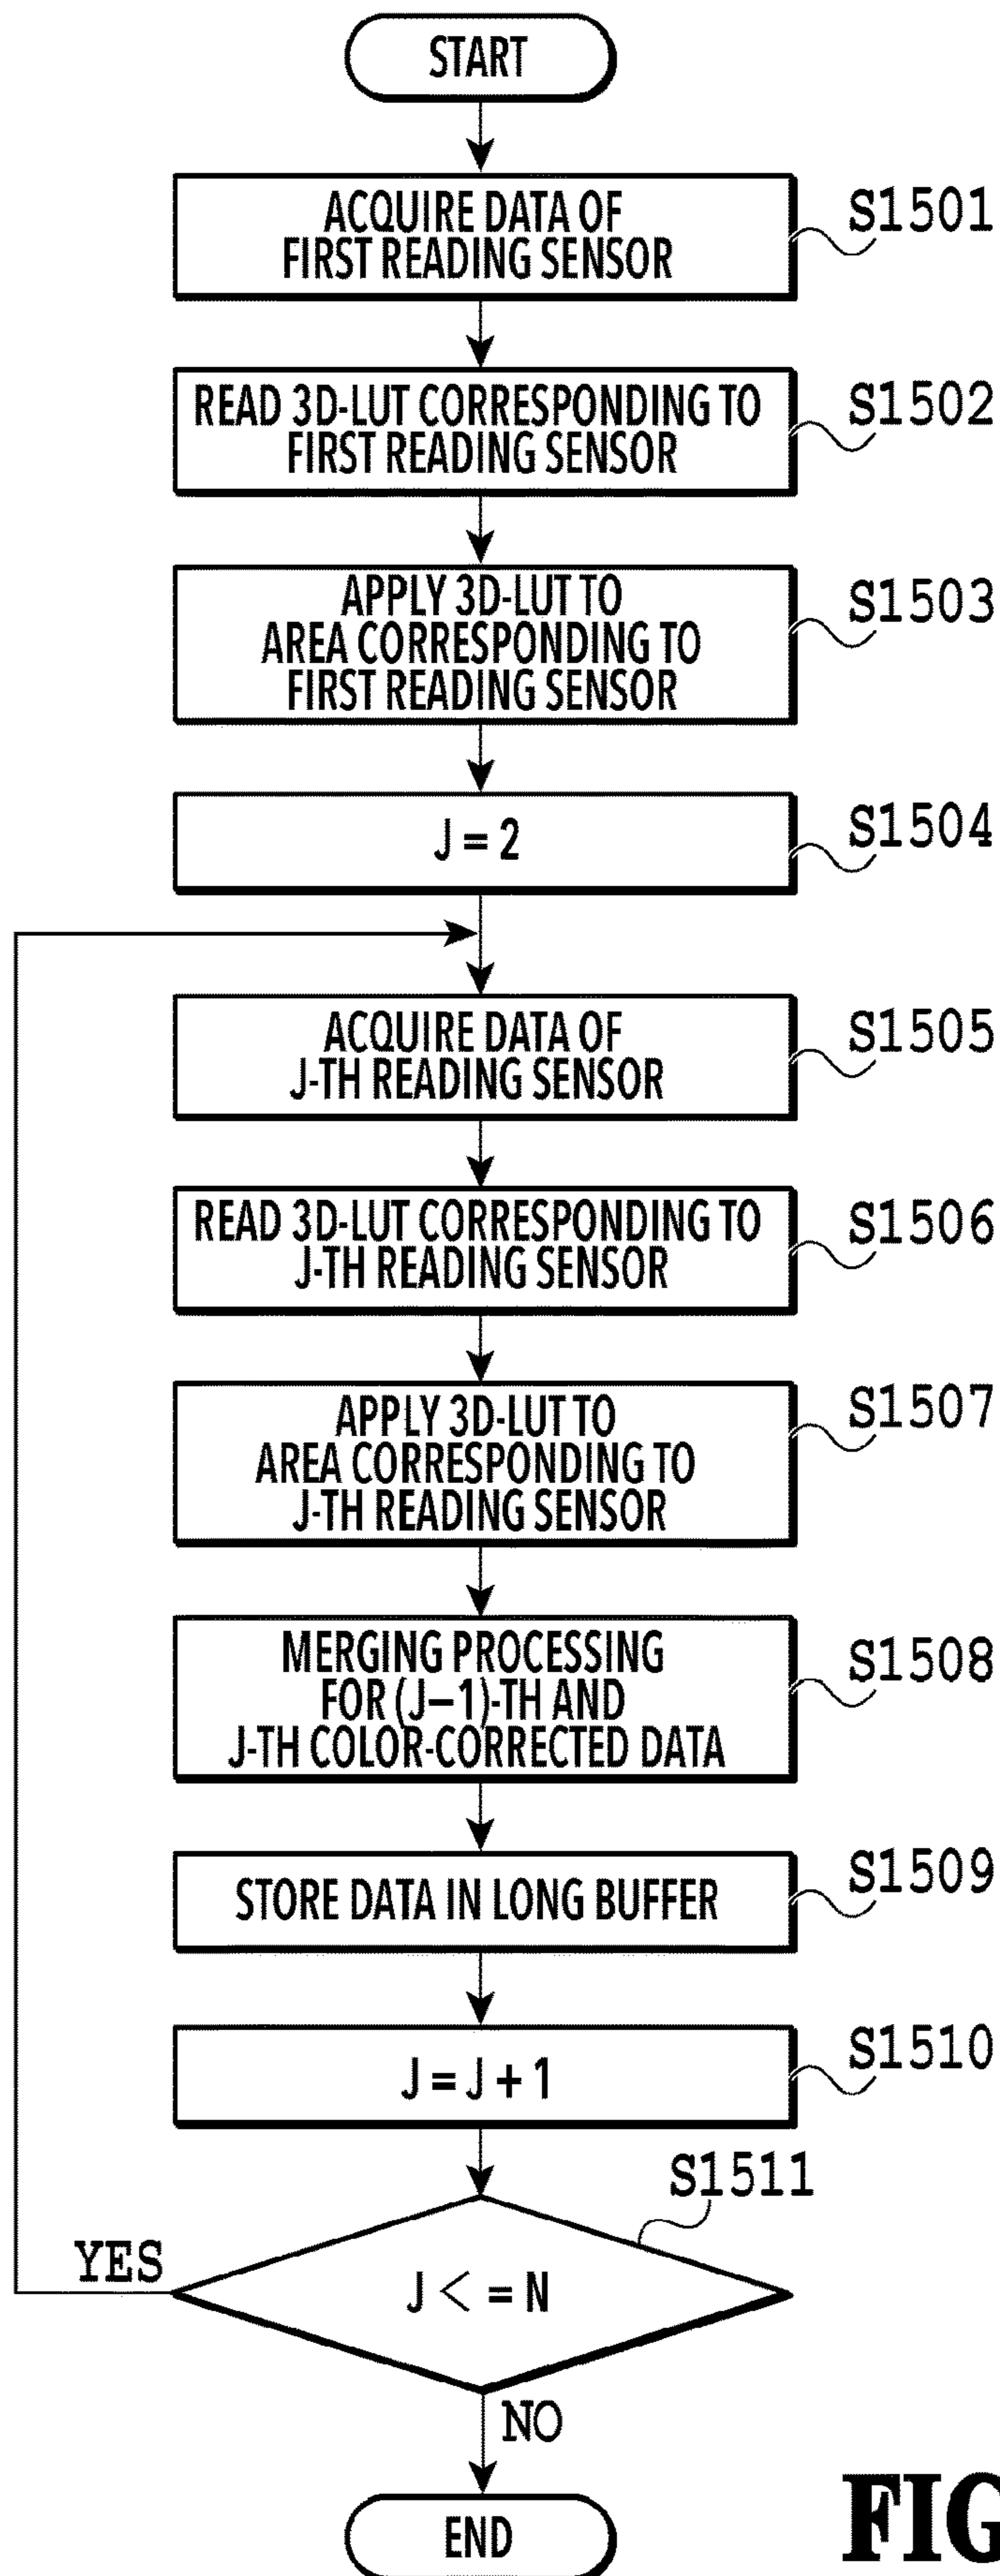 START
ACQUIRE DATA OF
FIRST READING SENSOR
S1501
READ 3D-LUT CORRESPONDING TO
FIRST READING SENSOR
S1502
APPLY 3D-LUT TO
AREA CORRESPONDING TO
FIRST READING SENSOR
S1503
J = 2
S1504
ACQUIRE DATA OF
J-TH READING SENSOR
S1505
READ 3D-LUT CORRESPONDING TO
J-TH READING SENSOR
S1506
APPLY 3D-LUT TO
AREA CORRESPONDING TO
J-TH READING SENSOR
S1507
MERGING PROCESSING
FOR (J−1)-TH AND
J-TH COLOR-CORRECTED DATA
S1508
STORE DATA IN LONG BUFFER
S1509
J = J + 1
S1510
S1511
J < = N
YES
NO
END
FIG